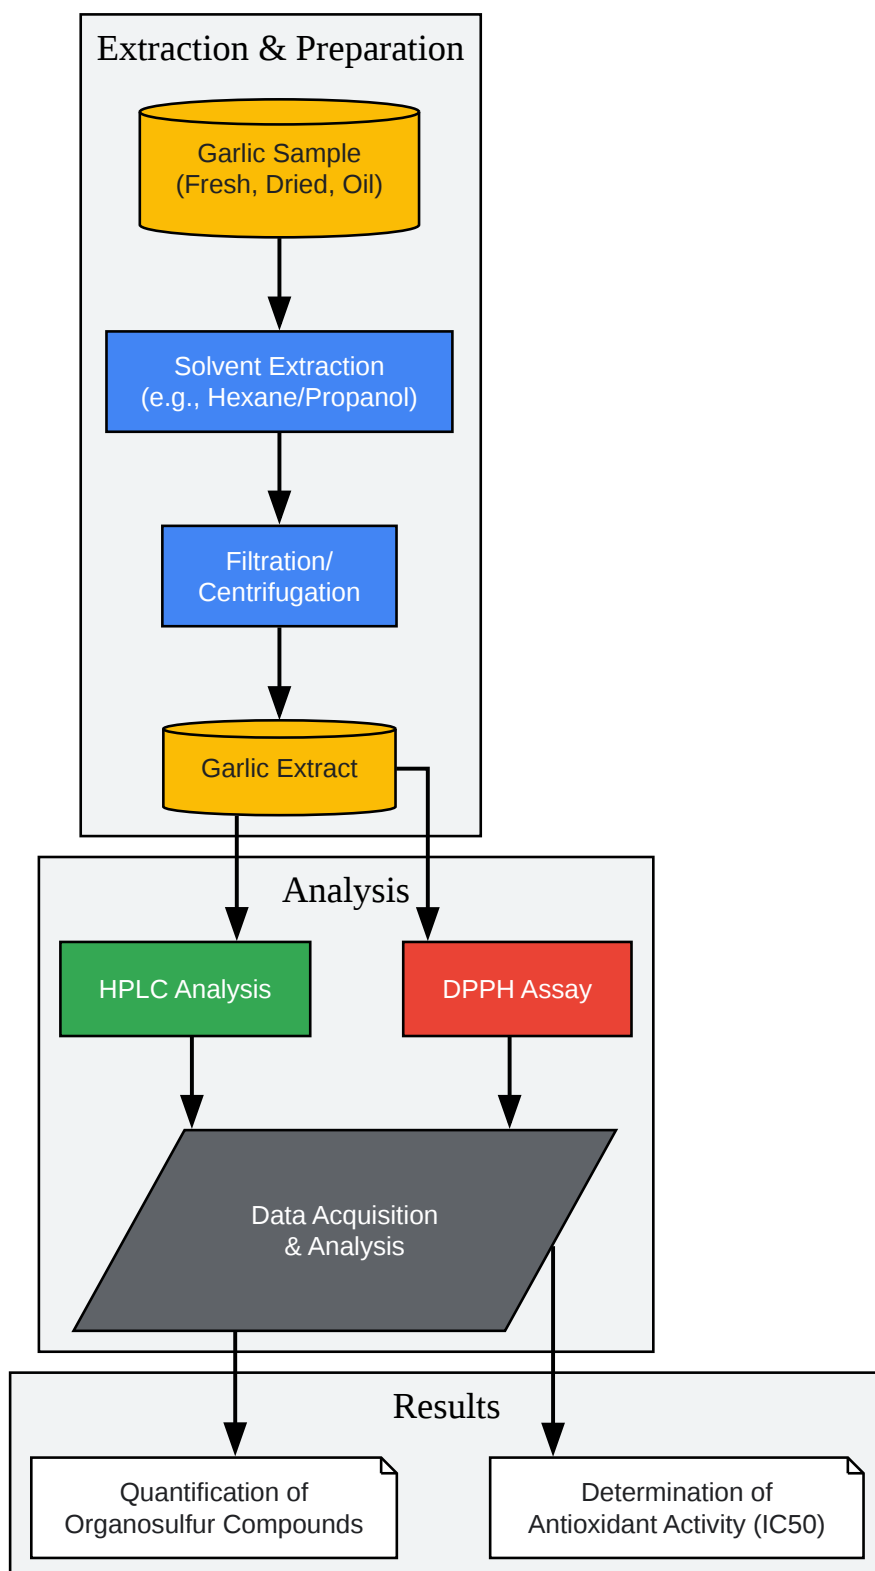 Extraction & Preparation
Garlic Sample
(Fresh, Dried, Oil)
Solvent Extraction
(e.g., Hexane/Propanol)
Filtration/
Centrifugation
Garlic Extract
Analysis
HPLC Analysis
DPPH Assay
Data Acquisition
& Analysis
Results
Quantification of
Organosulfur Compounds
Determination of
Antioxidant Activity (IC50)